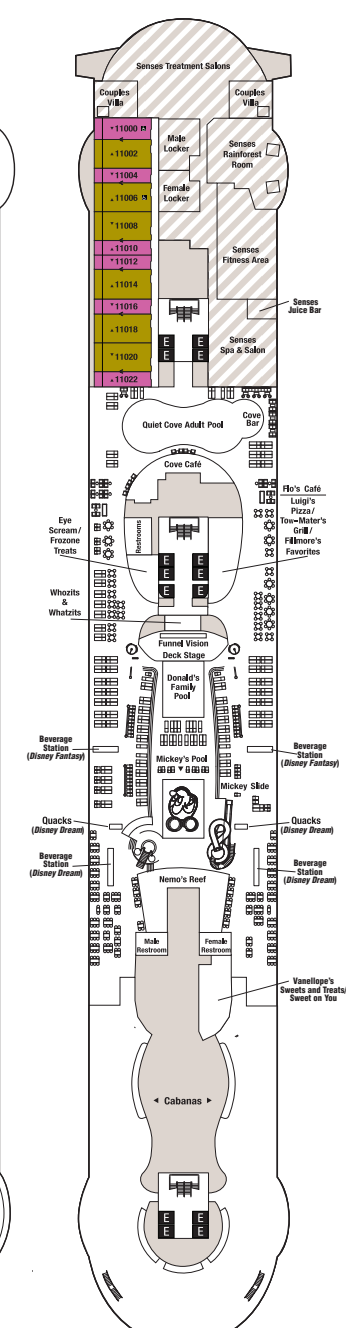 Senses Treatment Salons
Couples
Villa
Couples
Villa
11000
11002
11004
11006
11008
11010
11012
11014
11016
11018
11020
11022
Male
Locker
Female
Locker
Senses
Rainforest
Room
Senses
Fitness Area
Senses
Juice Bar
Senses
Spa & Salon
E E
E E
Cove
Bar
Quiet Cove Adult Pool
Cove Café
Flo's Café
Luigi's
Pizza/
Tow-Mater's
Grill/
Fillmore's
Favorites
Eye
Scream/
Frozone
Treats
Restrooms
E E
E E
E E
Whozits
&
Whatzits
Funnel Vision
Deck Stage
Donald's
Family
Pool
Mickey's Pool
Beverage
Station
(Disney Fantasy)
Beverage
Station
(Disney Fantasy)
Mickey Slide
Quacks
(Disney Dream)
Quacks
(Disney Dream)
Beverage
Station
(Disney Dream)
Beverage
Station
(Disney Dream)
Nemo's Reef
Male
Restroom
Female
Restroom
Vanellope's
Sweets and Treats/
Sweet on You
Cabanas
E E
E E